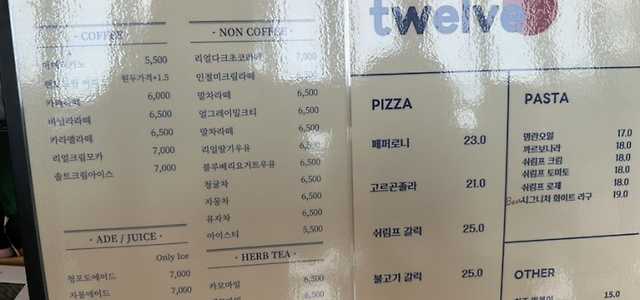 twelve
COFFEE
아메리카노 5,500
원두가격+1.5
카페라떼 6,000
바닐라라떼 6,500
카라멜라떼 6,500
리얼크림모카 7,000
솔트크림아이스 7,000
· ADE / JUICE ·
Only Ice
청포도에이드 7,000
자몽에이드 7,000
NON COFFEE
리얼다크초코라떼 7,000
인절미크림라떼 6,500
말차라떼 6,500
얼그레이밀크티 6,500
말차라떼 6,500
리얼딸기우유 6,500
블루베리요거트우유 6,500
청귤차 6,500
자몽차 6,500
유자차 6,500
아이스티 5,500
· HERB TEA ·
카모마일 6,500
6,500
PIZZA
페퍼로니 23.0
고르곤졸라 21.0
쉬림프 갈릭 25.0
불고기 갈릭 25.0
PASTA
명란오일 17.0
까르보나라 18.0
쉬림프 크림 18.0
쉬림프 토마토 18.0
쉬림프 로제 18.0
Best 시그니처 화이트 라구 19.0
OTHER
15.0